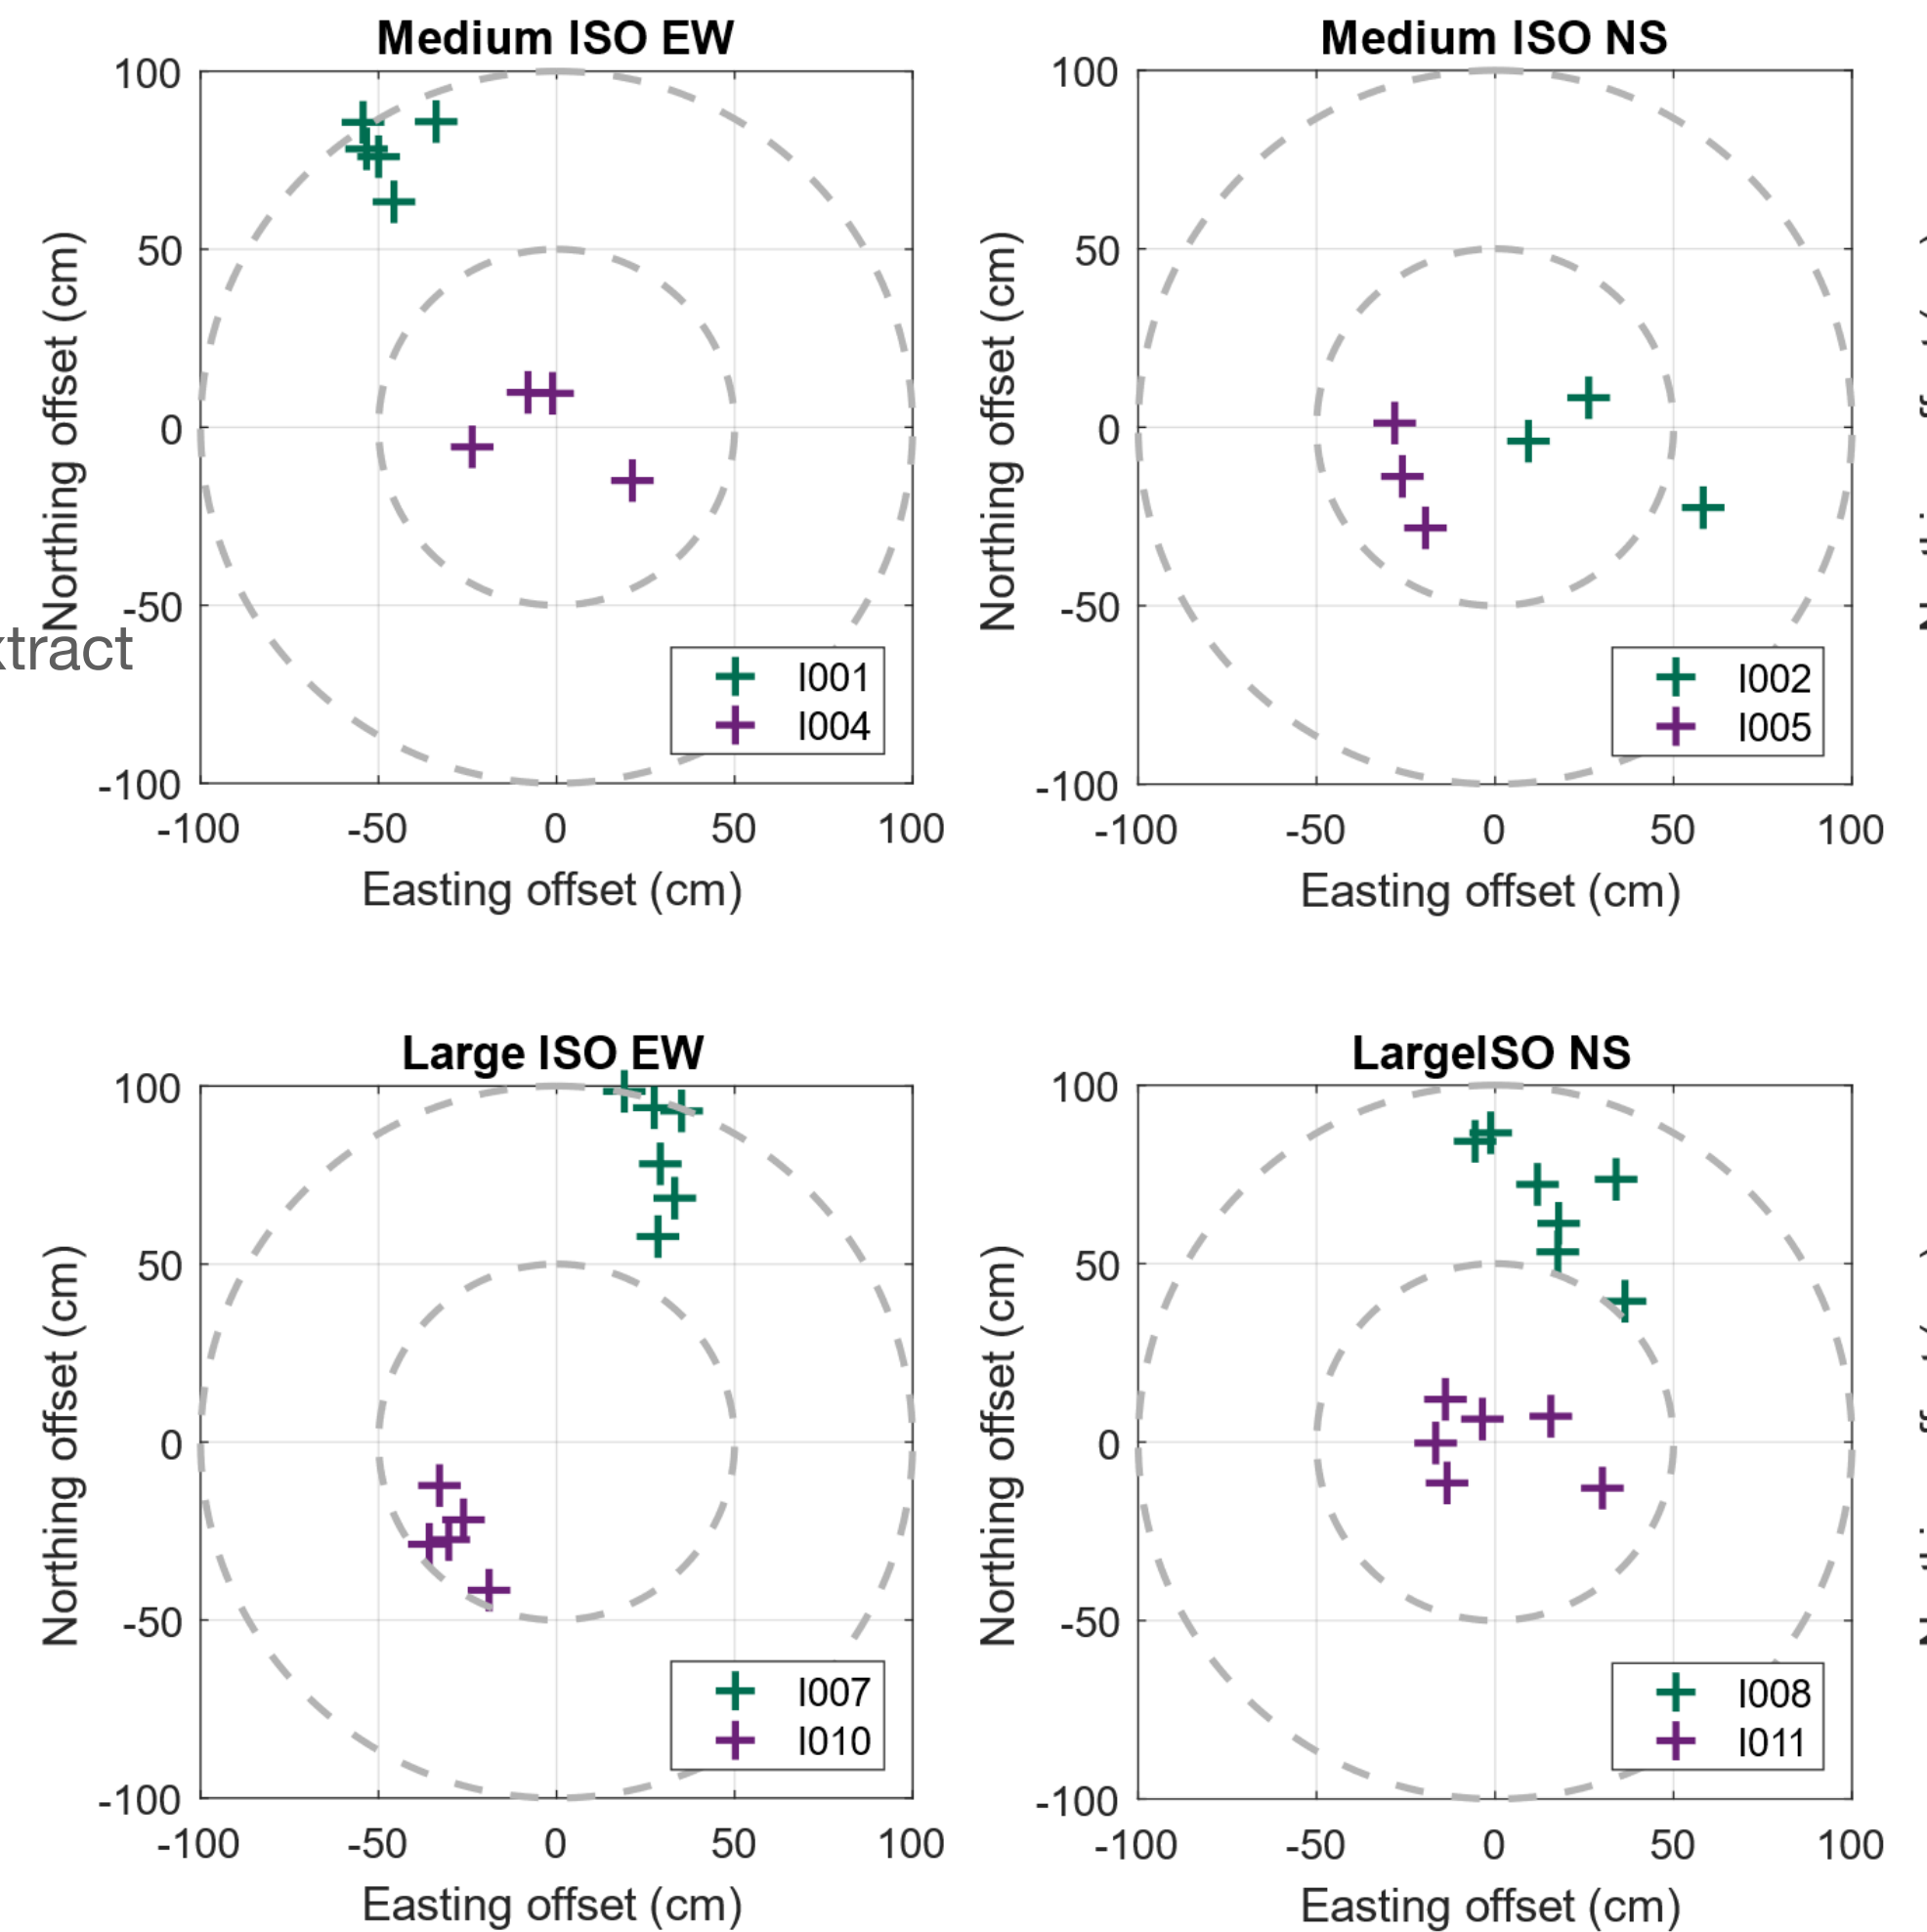 Medium ISO EW
100
50
0
-50
-100
-100 -50 0 50 100
Northing offset (cm)
Easting offset (cm)
I001
I004
Medium ISO NS
100
50
0
-50
-100
-100 -50 0 50 100
Northing offset (cm)
Easting offset (cm)
I002
I005
xtract
Large ISO EW
100
50
0
-50
-100
-100 -50 0 50 100
Northing offset (cm)
Easting offset (cm)
I007
I010
LargeISO NS
100
50
0
-50
-100
-100 -50 0 50 100
Northing offset (cm)
Easting offset (cm)
I008
I011